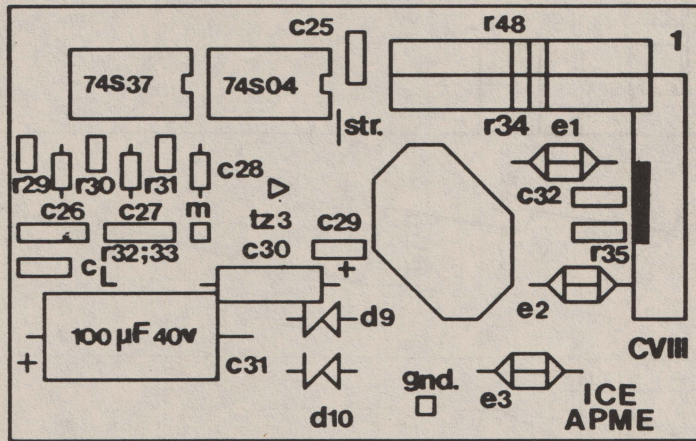 c25
r48
1
74S37
74S04
str.
r34
e1
r29
r30
r31
c28
c32
c26
c27
m
tz3
c29
r35
r32;33
c30
cL
+
e2
d9
100 µF 40v
+
c31
CVIII
gnd.
e3
ICE
APME
d10